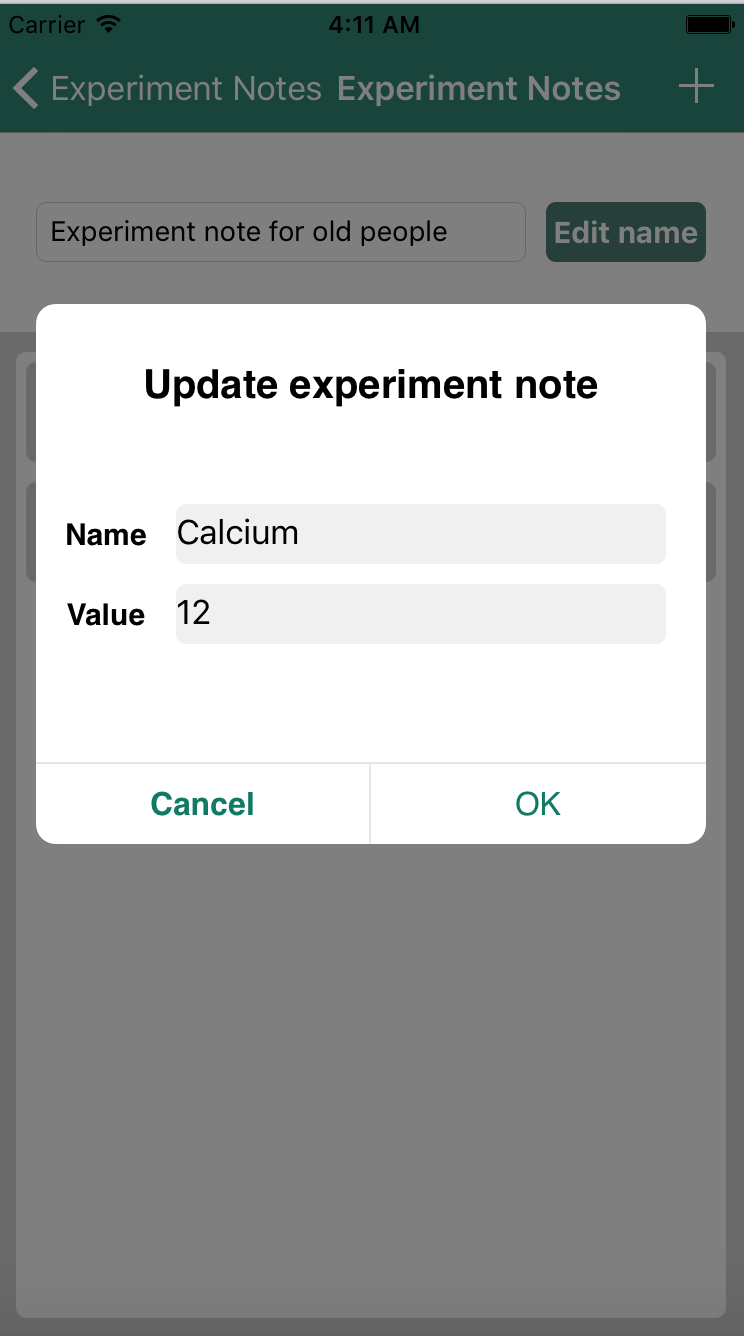 Carrier 4:11 AM
Experiment Notes Experiment Notes
Experiment note for old people Edit name
Update experiment note
Name Calcium
Value 12
Cancel OK